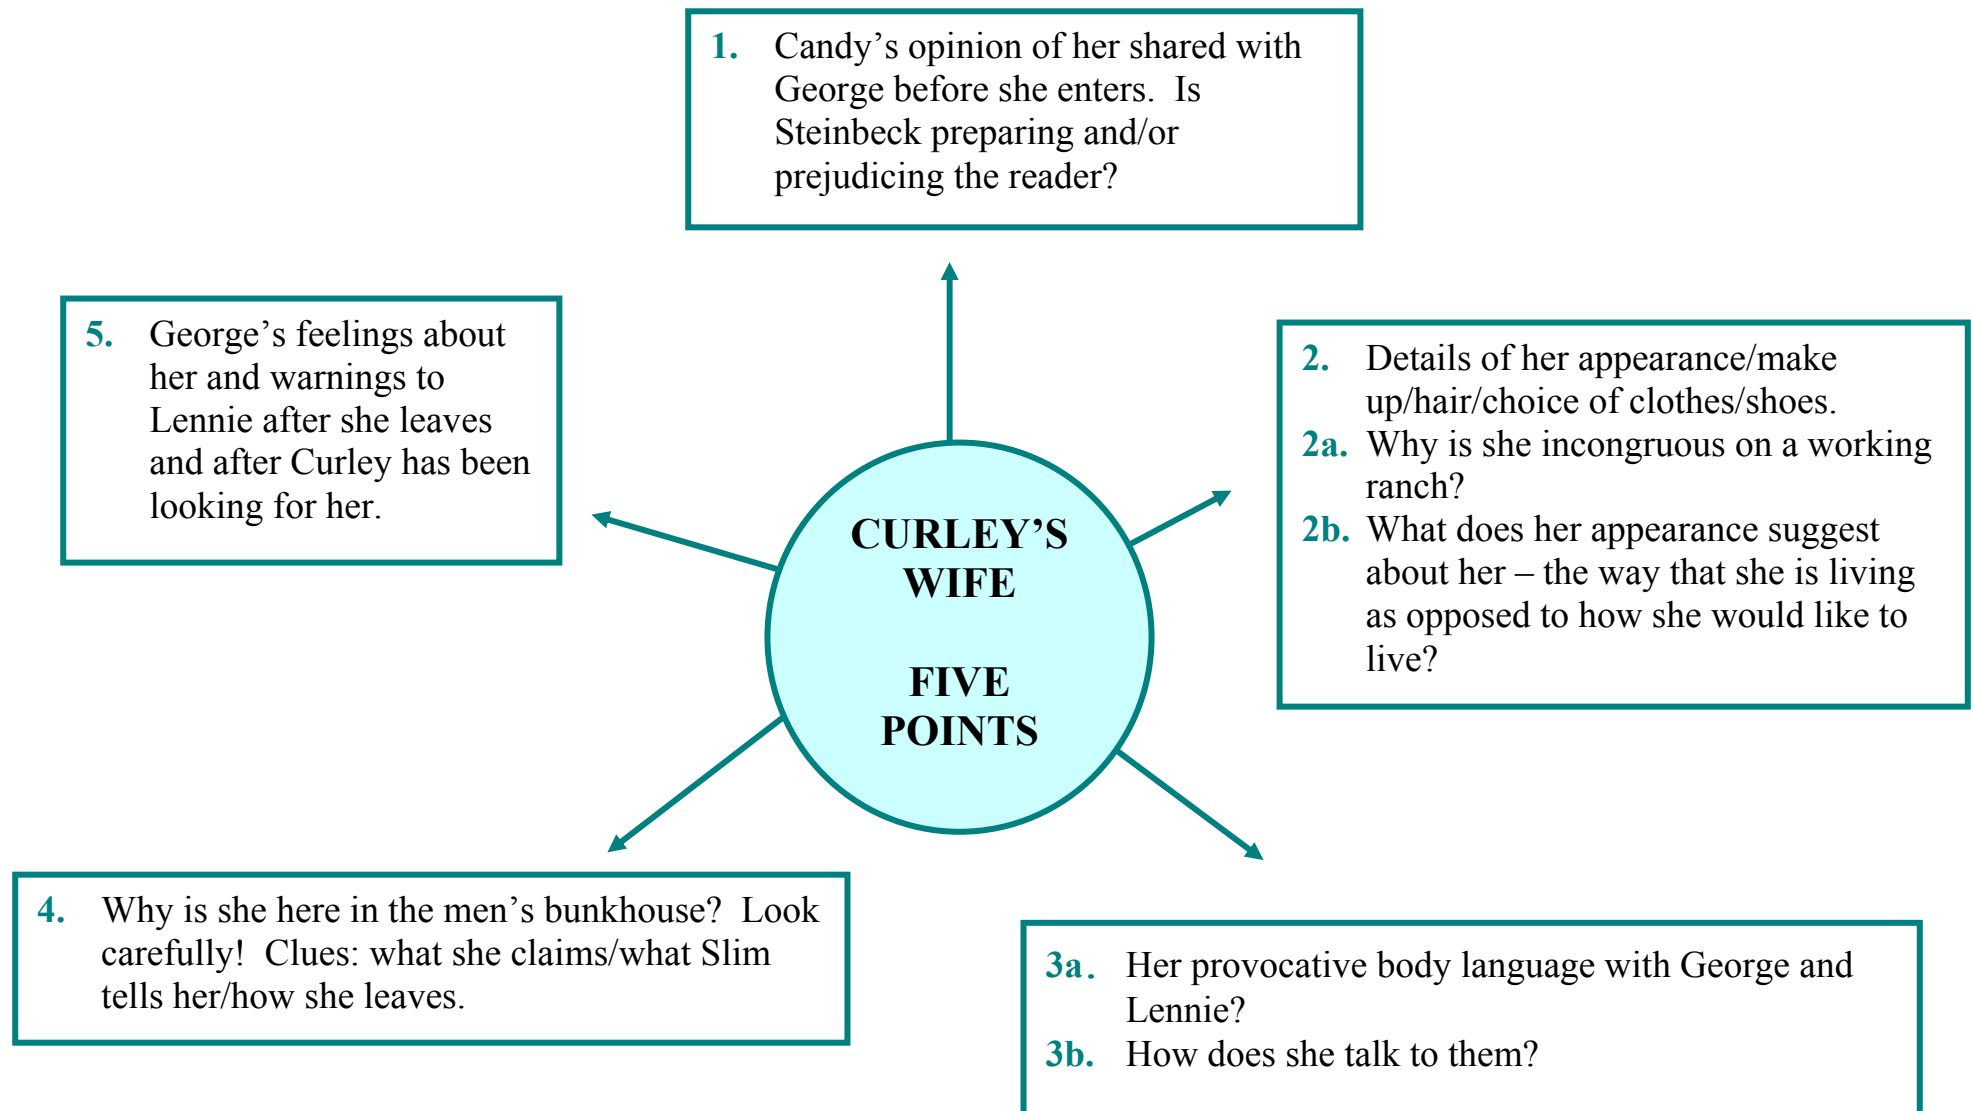 1. Candy’s opinion of her shared with
George before she enters.  Is
Steinbeck preparing and/or
prejudicing the reader?
2. Details of her appearance/make
up/hair/choice of clothes/shoes.
2a. Why is she incongruous on a working
ranch?
2b. What does her appearance suggest
about her – the way that she is living
as opposed to how she would like to
live?
3a. Her provocative body language with George and
Lennie?
3b. How does she talk to them?
4. Why is she here in the men’s bunkhouse?  Look
carefully!  Clues: what she claims/what Slim
tells her/how she leaves.
5. George’s feelings about
her and warnings to
Lennie after she leaves
and after Curley has been
looking for her.
CURLEY’S
WIFE
FIVE
POINTS